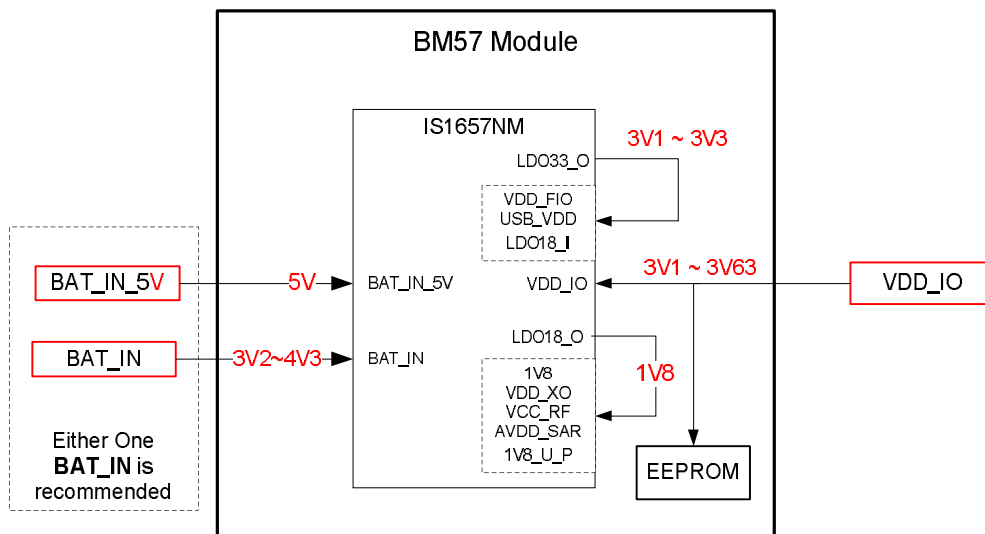 BM57 Module
IS1657NM
LDO33_O
3V1 ~ 3V3
VDD_FIO
USB_VDD
LDO18_I
BAT_IN_5V
5V
BAT_IN_5V
VDD_IO
3V1 ~ 3V63
VDD_IO
BAT_IN
3V2~4V3
BAT_IN
LDO18_O
1V8
1V8
VDD_XO
VCC_RF
AVDD_SAR
1V8_U_P
Either One
BAT_IN is
recommended
EEPROM